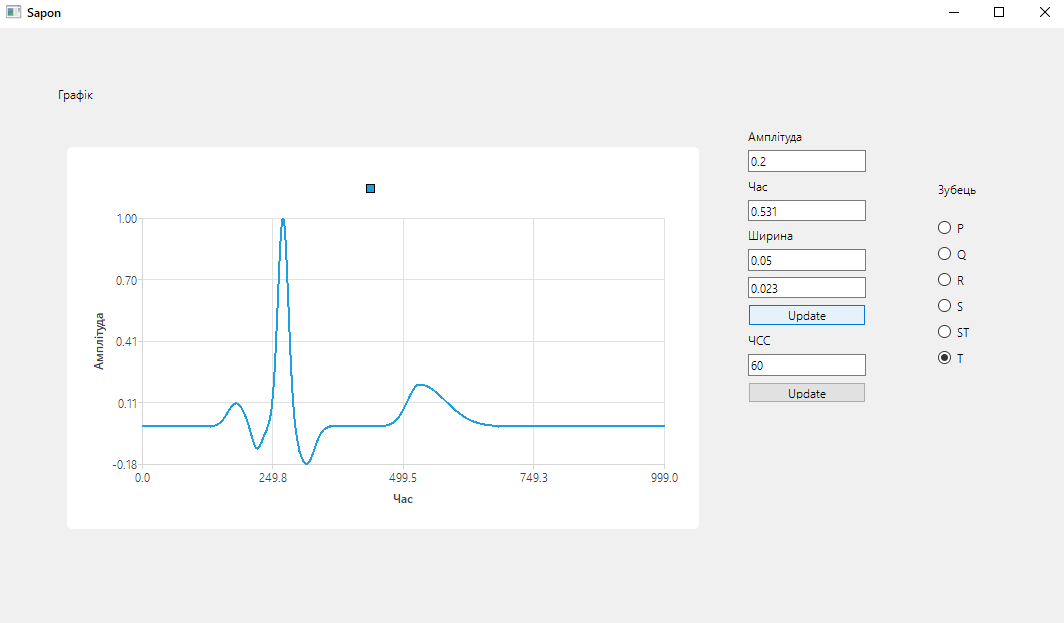 Sapon
Графік
1.00
0.70
0.41
0.11
-0.18
0.0
249.8
499.5
749.3
999.0
Амплітуда
Час
Амплітуда
0.2
Час
0.531
Ширина
0.05
0.023
Update
ЧСС
60
Update
Зубець
P
Q
R
S
ST
T